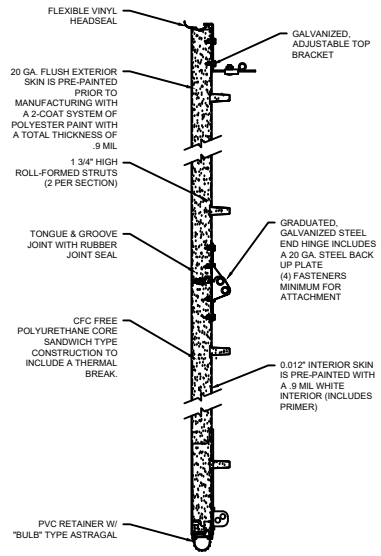 FLEXIBLE VINYL
HEADSEAL
GALVANIZED,
ADJUSTABLE TOP
BRACKET
20 GA. FLUSH EXTERIOR
SKIN IS PRE-PAINTED
PRIOR TO
MANUFACTURING WITH
A 2-COAT SYSTEM OF
POLYESTER PAINT WITH
A TOTAL THICKNESS OF
.9 MIL
1 3/4" HIGH
ROLL-FORMED STRUTS
(2 PER SECTION)
TONGUE & GROOVE
JOINT WITH RUBBER
JOINT SEAL
GRADUATED,
GALVANIZED STEEL
END HINGE INCLUDES
A 20 GA. STEEL BACK
UP PLATE
(4) FASTENERS
MINIMUM FOR
ATTACHMENT
CFC FREE
POLYURETHANE CORE
SANDWICH TYPE
CONSTRUCTION TO
INCLUDE A THERMAL
BREAK.
0.012" INTERIOR SKIN
IS PRE-PAINTED WITH
A .9 MIL WHITE
INTERIOR (INCLUDES
PRIMER)
PVC RETAINER W/
"BULB" TYPE ASTRAGAL